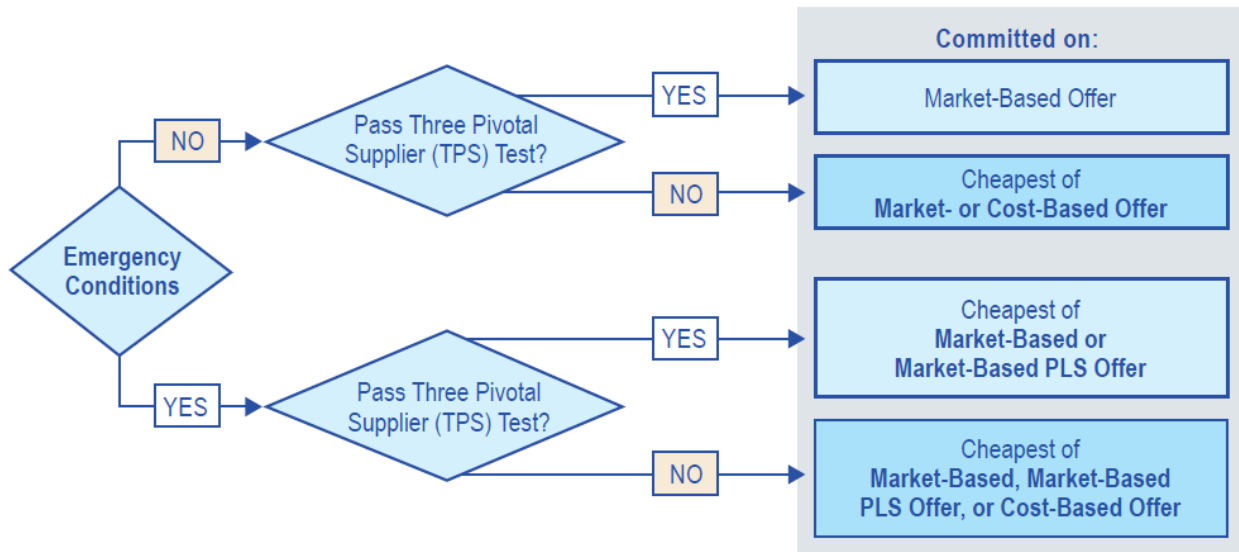 Committed on:
YES
Market-Based Offer
Pass Three Pivotal
Supplier (TPS) Test?
NO
NO
Cheapest of
Market- or Cost-Based Offer
Emergency
Conditions
YES
Cheapest of
Market-Based or
Market-Based PLS Offer
Pass Three Pivotal
Supplier (TPS) Test?
YES
NO
Cheapest of
Market-Based, Market-Based
PLS Offer, or Cost-Based Offer